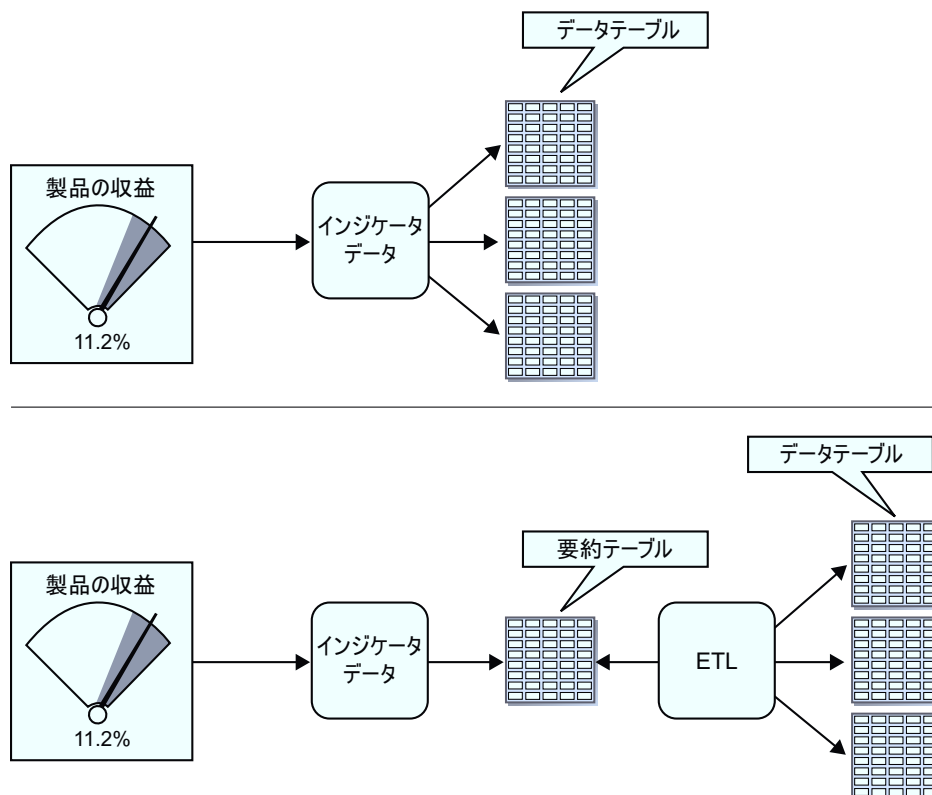 データテーブル
製品の収益
インジケータ
データ
11.2%
データテーブル
要約テーブル
製品の収益
インジケータ
データ
ETL
11.2%